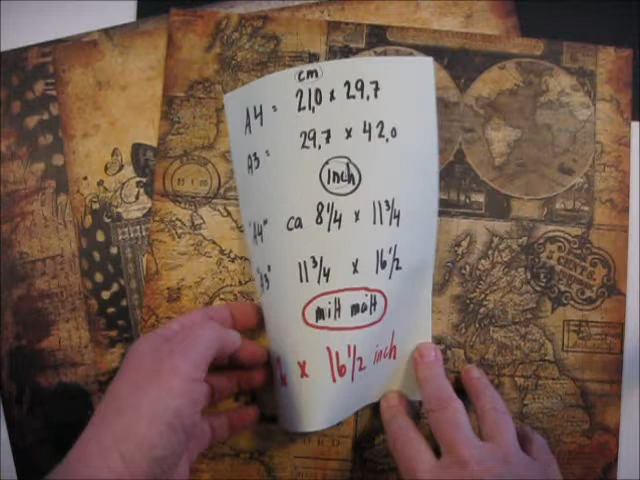 cm
A4 = 21,0 x 29,7
A3 = 29,7 x 42,0
inch
"A4" ca 8 1/4 x 11 3/4
"A3" 11 3/4 x 16 1/2
mitt mått
x 16 1/2 inch